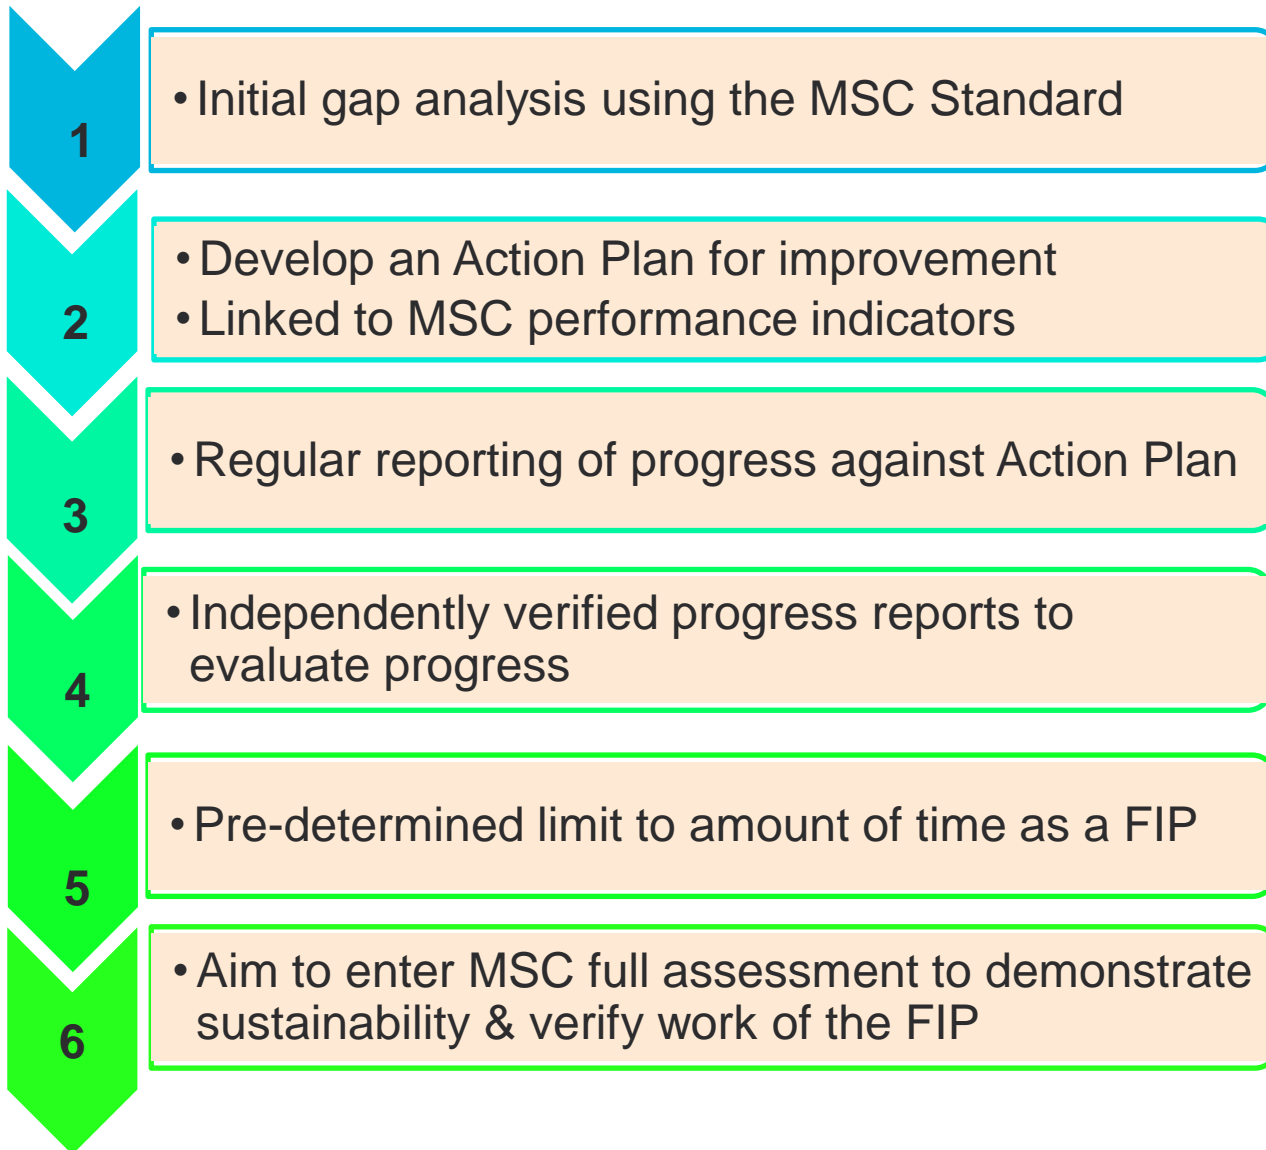 1
• Initial gap analysis using the MSC Standard
2
• Develop an Action Plan for improvement
• Linked to MSC performance indicators
3
• Regular reporting of progress against Action Plan
4
• Independently verified progress reports to
evaluate progress
5
• Pre-determined limit to amount of time as a FIP
6
• Aim to enter MSC full assessment to demonstrate
sustainability & verify work of the FIP